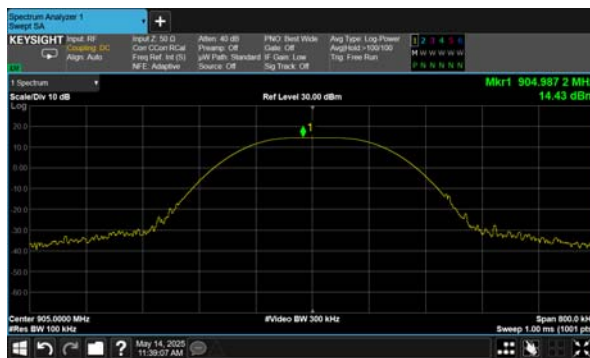 Spectrum Analyzer 1
Swept SA
+
KEYSIGHT Input: RF Input Z: 50 Ω Atten: 40 dB PNO: Best Wide Avg Type: Log-Power 1 2 3 4 5 6
Coupling: DC Corr CCorr RCal Preamp: Off Gate: Off Avg|Hold:>100/100 M W W W W W
Align: Auto Freq Ref: Int (S) µW Path: Standard IF Gain: Low Trig: Free Run
NFE: Adaptive Source: Off Sig Track: Off P N N N N N
1 Spectrum Mkr1 904.987 2 MHz
Scale/Div 10 dB Ref Level 30.00 dBm 14.43 dBm
Log
20.0
1
10.0
0.00
-10.0
-20.0
-30.0
-40.0
-50.0
-60.0
Center 905.0000 MHz #Video BW 300 kHz Span 800.0 kHz
#Res BW 100 kHz Sweep 1.00 ms (1001 pts)
? May 14, 2025
11:39:07 AM